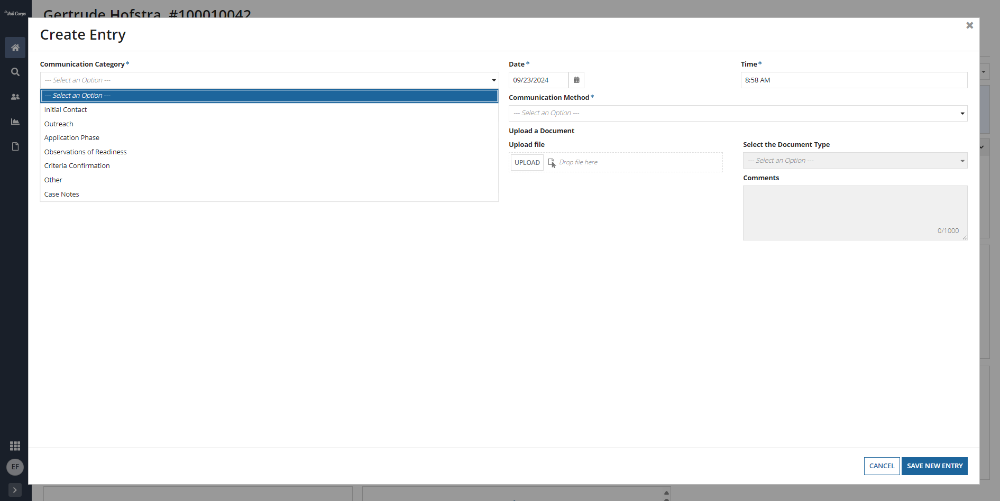 Job Corps
Gertrude Hofstra, #100010042
Create Entry
Communication Category*
--- Select an Option ---
--- Select an Option ---
Initial Contact
Outreach
Application Phase
Observations of Readiness
Criteria Confirmation
Other
Case Notes
Date*
09/23/2024
Time*
8:58 AM
Communication Method*
--- Select an Option ---
Upload a Document
Upload file
UPLOAD
Drop file here
Select the Document Type
--- Select an Option ---
Comments
0/1000
EF
CANCEL
SAVE NEW ENTRY